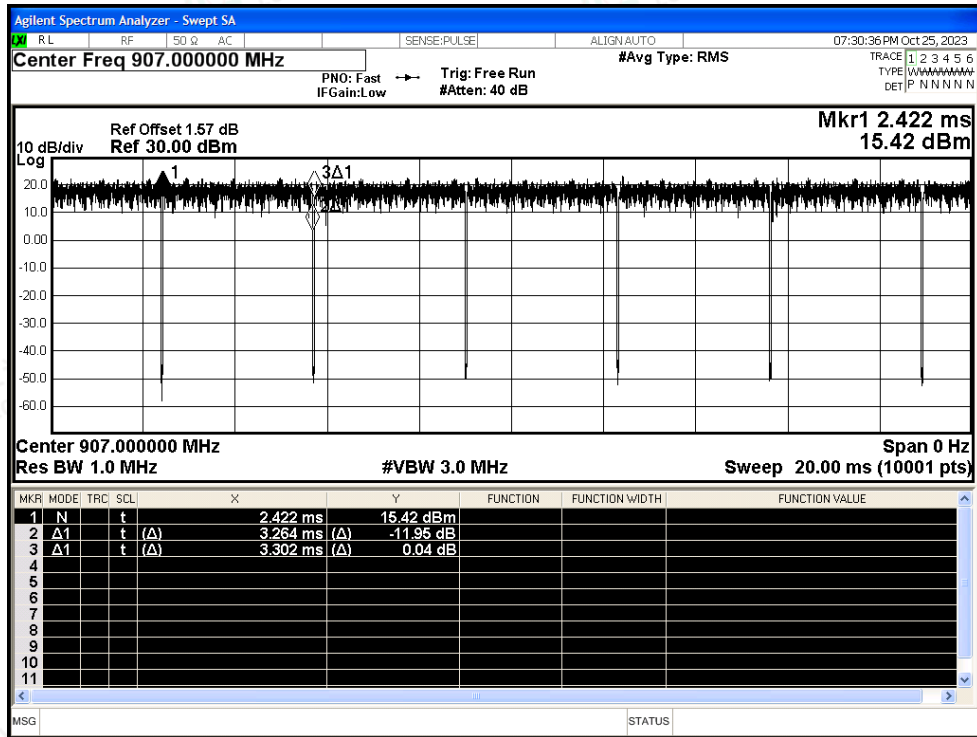 Agilent Spectrum Analyzer - Swept SA
LXI RL RF 50 Ω AC SENSE:PULSE ALIGN AUTO 07:30:36 PM Oct 25, 2023
Center Freq 907.000000 MHz
#Avg Type: RMS
TRACE 1 2 3 4 5 6
PNO: Fast Trig: Free Run
TYPE
IFGain:Low #Atten: 40 dB
DET P N N N N N
Mkr1 2.422 ms
Ref Offset 1.57 dB
10 dB/div Ref 30.00 dBm 15.42 dBm
Log
1 3Δ1
20.0
2Δ1
10.0
0.00
-10.0
-20.0
-30.0
-40.0
-50.0
-60.0
Center 907.000000 MHz Span 0 Hz
Res BW 1.0 MHz #VBW 3.0 MHz Sweep 20.00 ms (10001 pts)
MKR MODE TRC SCL X Y FUNCTION FUNCTION WIDTH FUNCTION VALUE
1 N t 2.422 ms 15.42 dBm
2 Δ1 t (Δ) 3.264 ms (Δ) -11.95 dB
3 Δ1 t (Δ) 3.302 ms (Δ) 0.04 dB
4
5
6
7
8
9
10
11
MSG STATUS